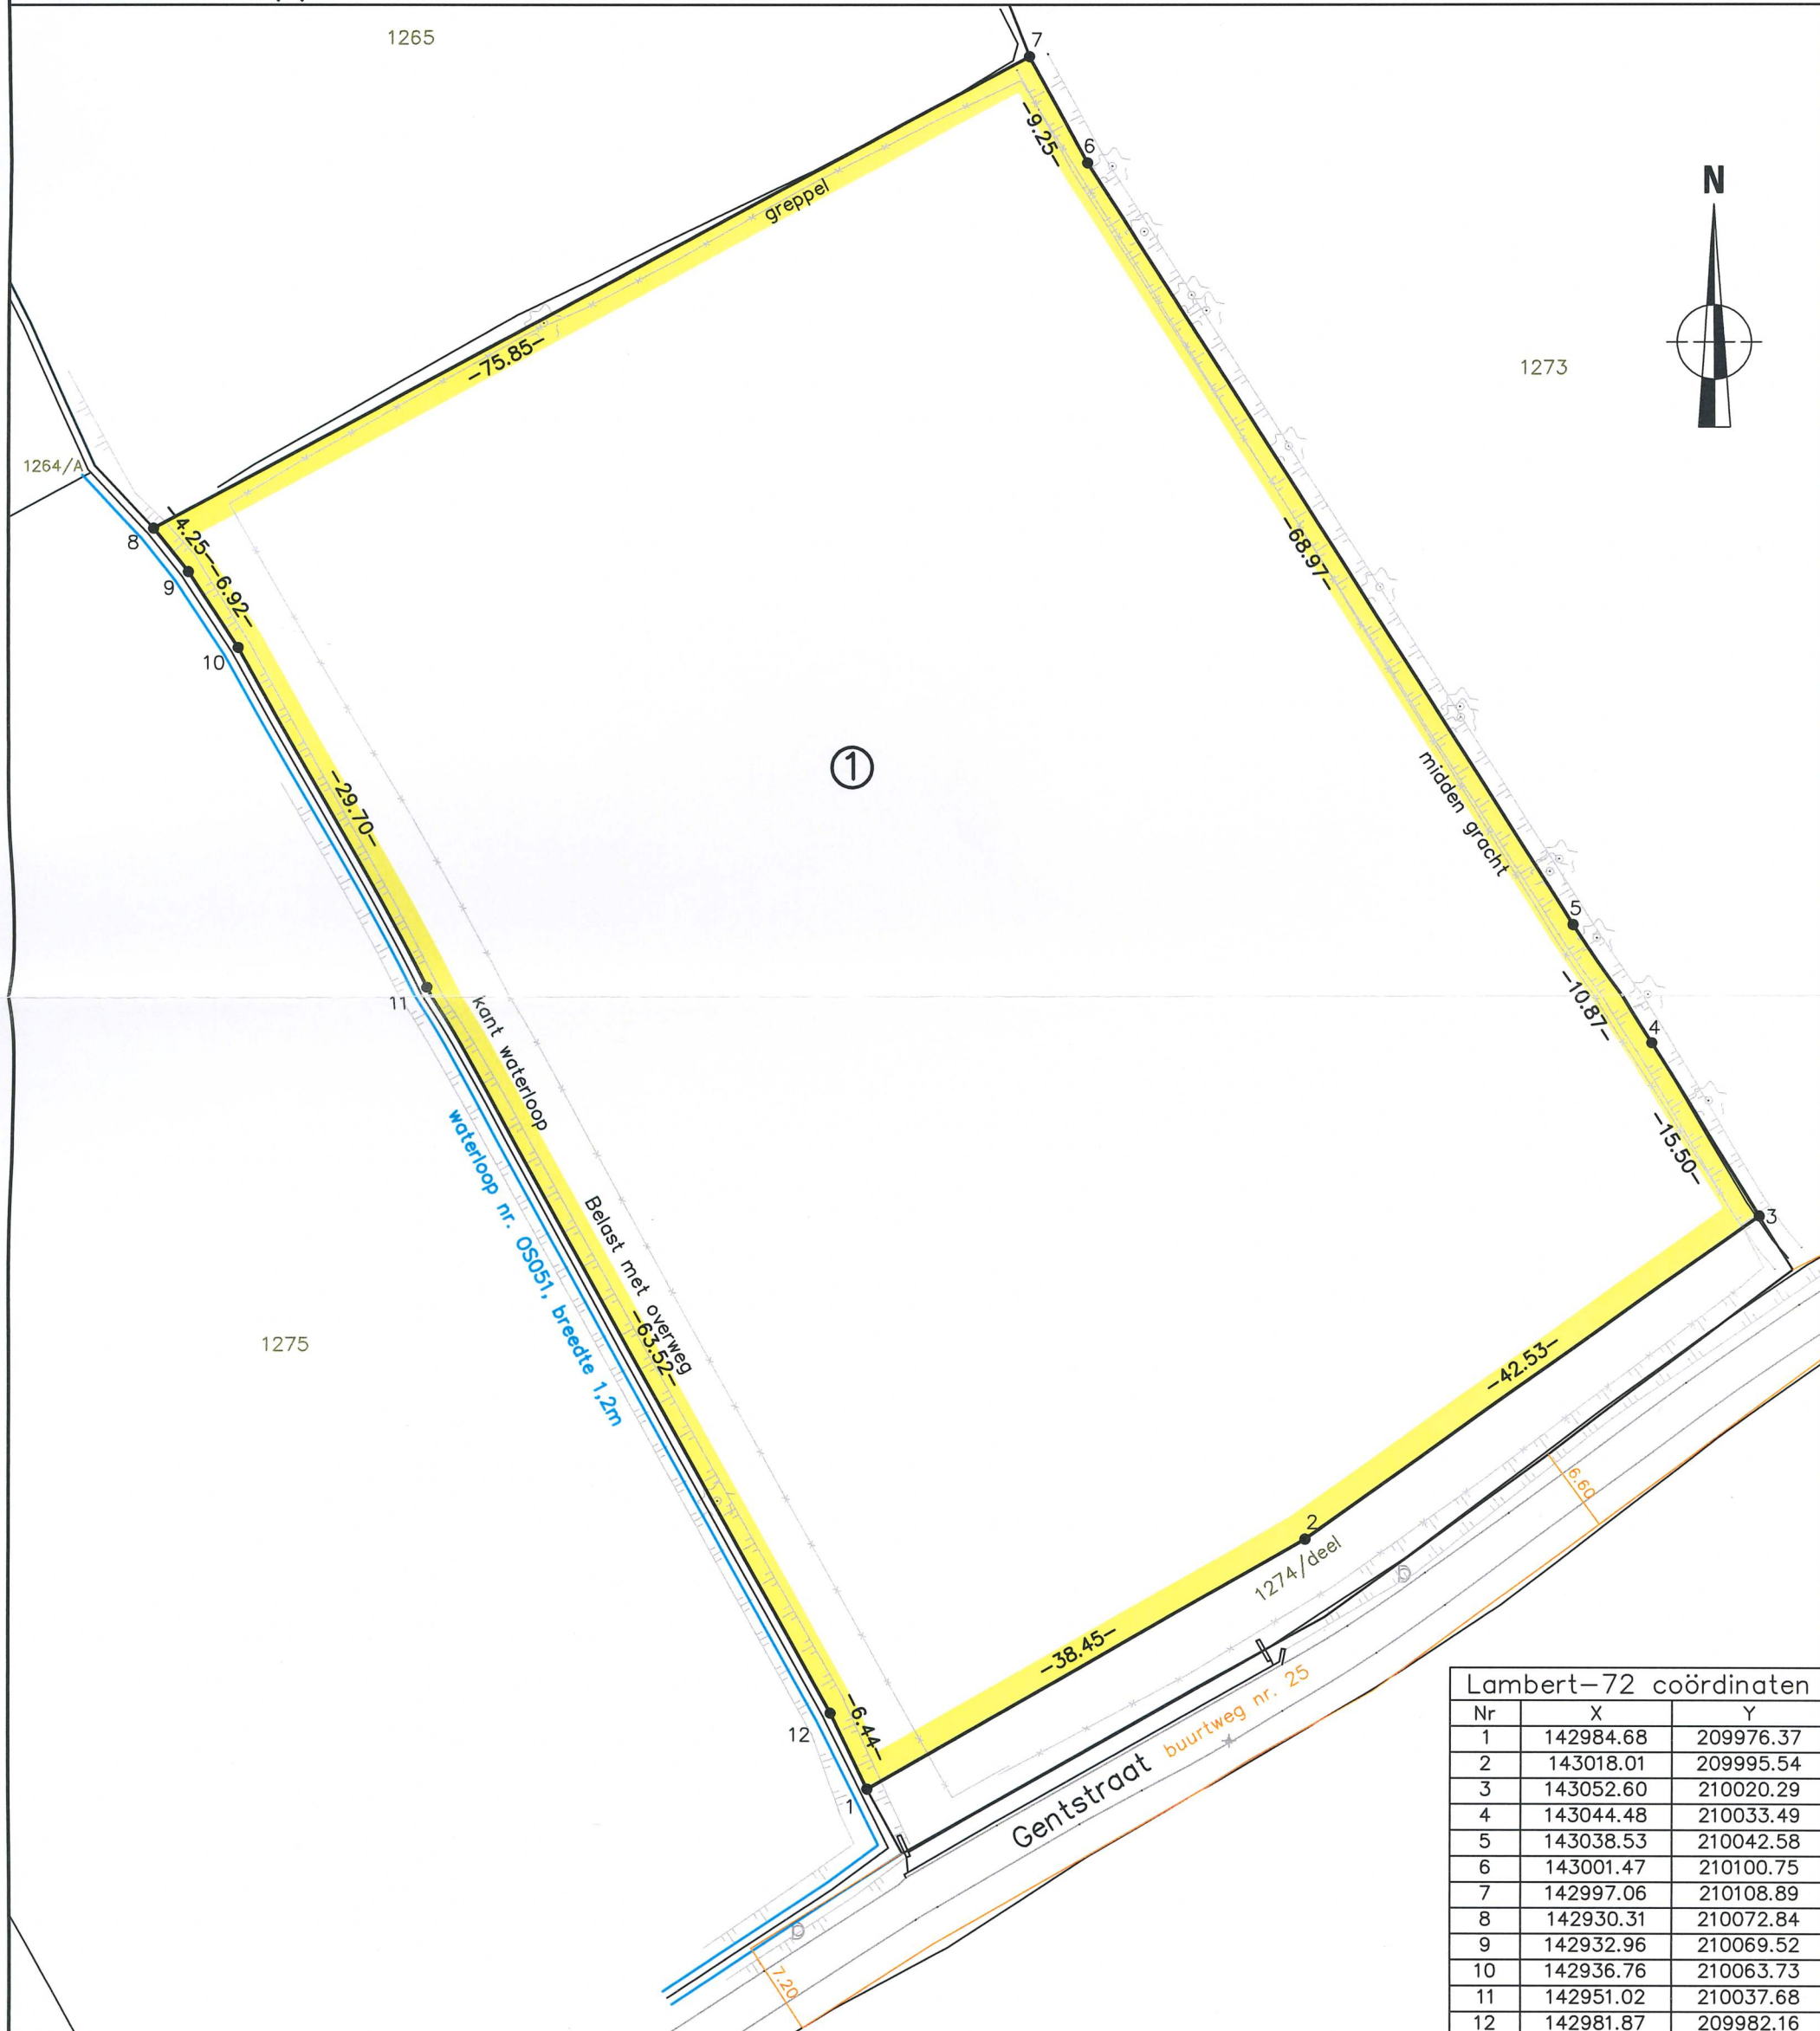 1265
7
-9.25-
6
N
greppel
-75.85-
1273
1264/A
8
-4.25-
-6.92-
9
10
-68.97-
1
-29.70-
midden gracht
5
11
kant waterloop
-10.87-
4
waterloop nr. OS051, breedte 1,2m
Belast met overweg
-15.50-
3
-63.52-
1275
-42.53-
6.60
2
1274/deel
-38.45-
12
-6.44-
1
Gentstraat
buurtweg nr. 25
7.20
Lambert-72 coördinaten
Nr X Y
1 142984.68 209976.37
2 143018.01 209995.54
3 143052.60 210020.29
4 143044.48 210033.49
5 143038.53 210042.58
6 143001.47 210100.75
7 142997.06 210108.89
8 142930.31 210072.84
9 142932.96 210069.52
10 142936.76 210063.73
11 142951.02 210037.68
12 142981.87 209982.16